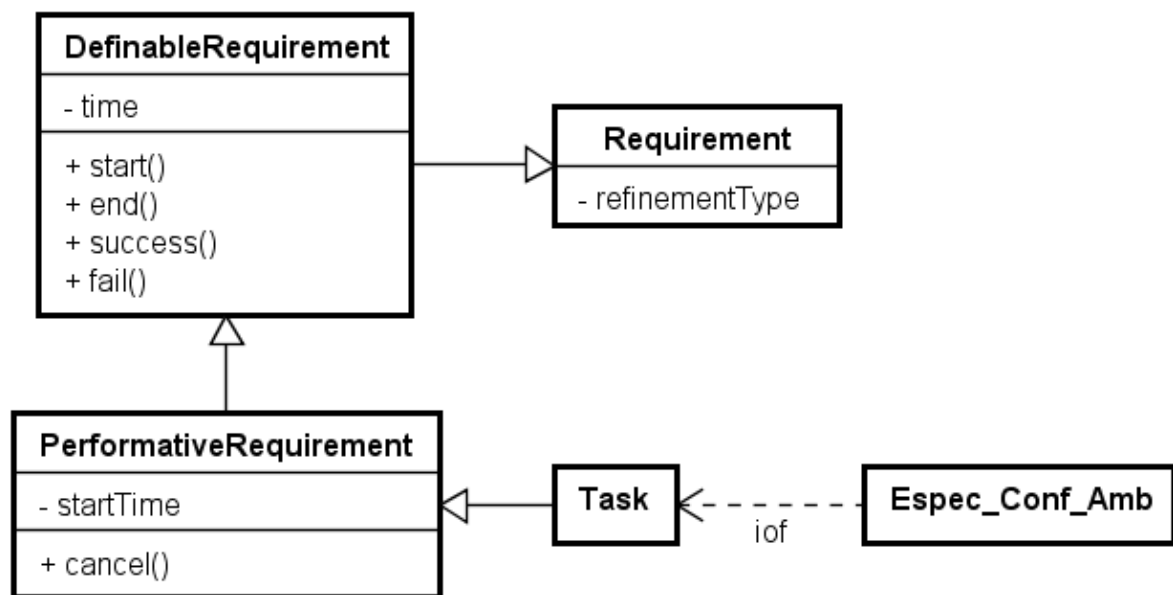 DefinableRequirement
- time
+ start()
+ end()
+ success()
+ fail()
Requirement
- refinementType
PerformativeRequirement
- startTime
+ cancel()
Task
iof
Espec_Conf_Amb